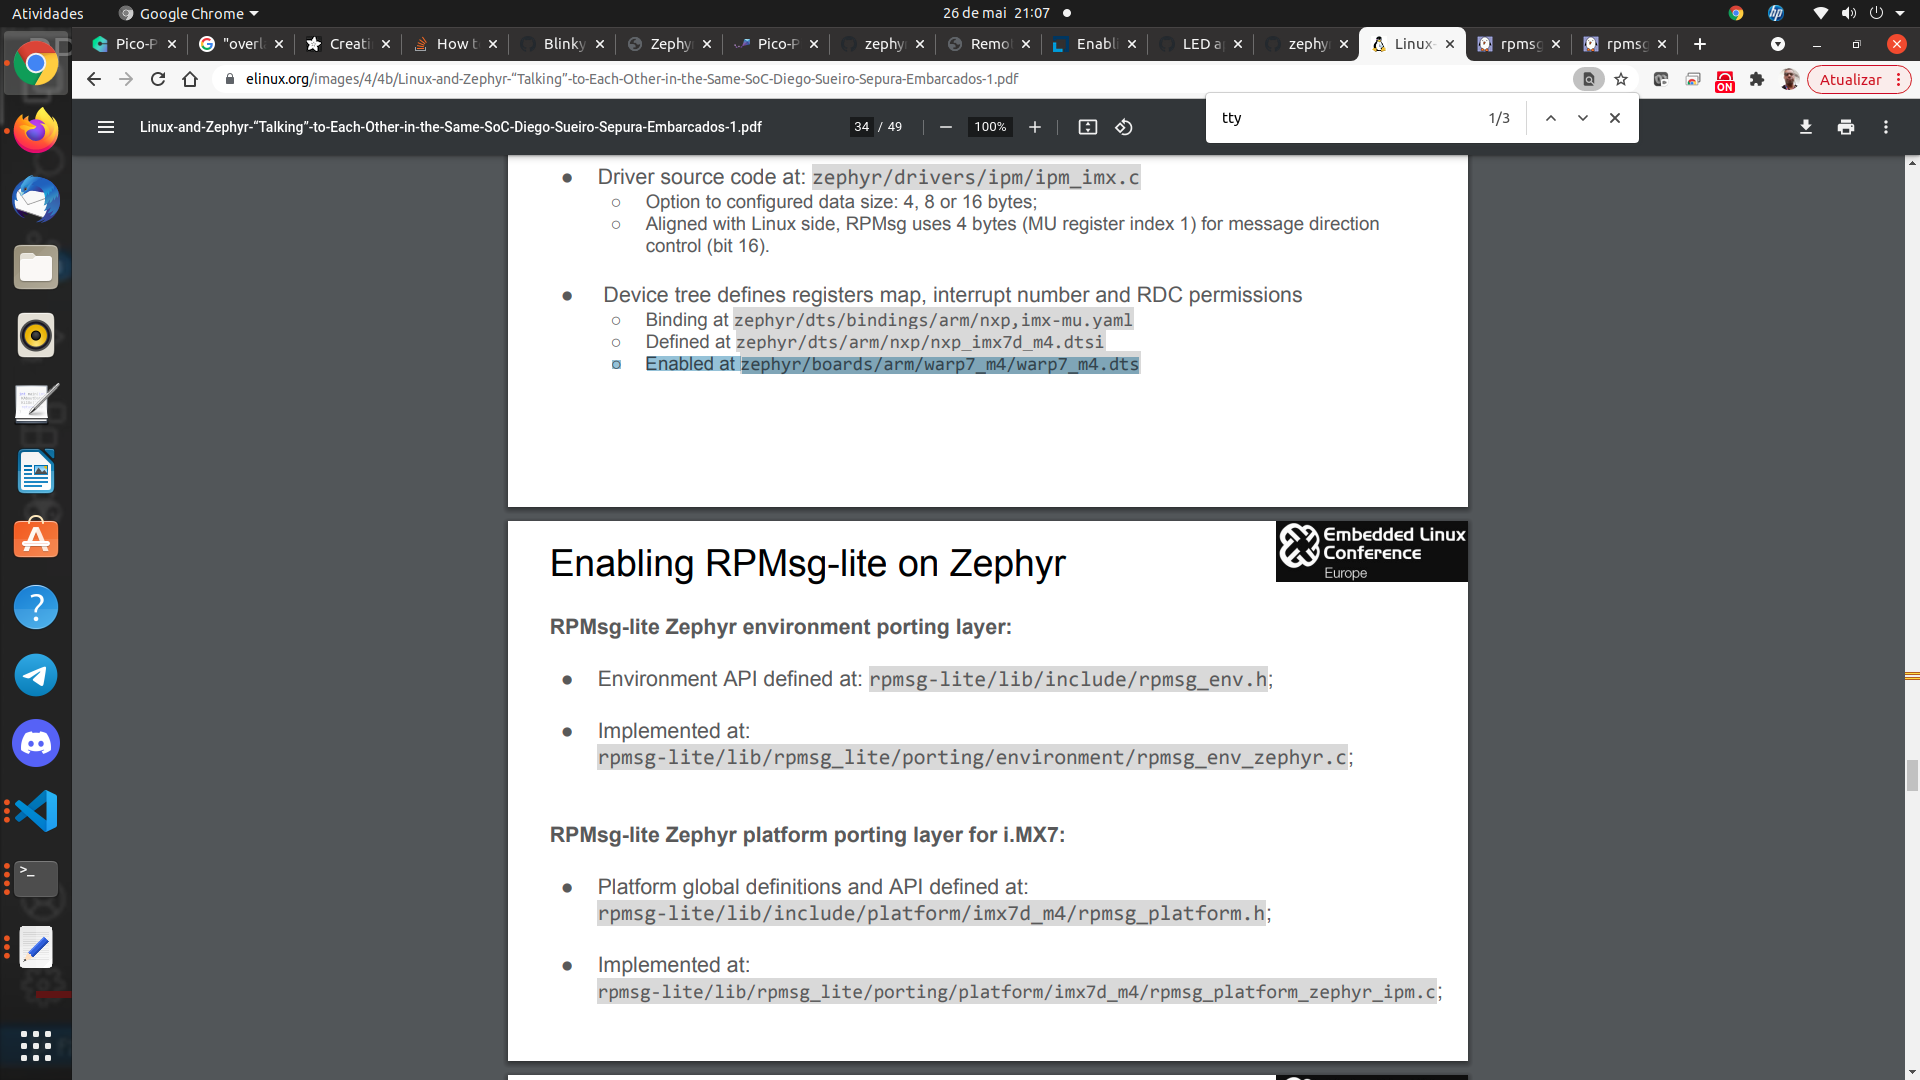 Atividades
Google Chrome
26 de mai 21:07
Pico-P
"overl
Creati
How t
Blinky
Zephy
Pico-P
zephy
Remo
Enabl
LED a
zephy
Linux-
rpmsg
rpmsg
elinux.org/images/4/4b/Linux-and-Zephyr-“Talking”-to-Each-Other-in-the-Same-SoC-Diego-Sueiro-Sepura-Embarcados-1.pdf
ON
Atualizar
Linux-and-Zephyr-“Talking”-to-Each-Other-in-the-Same-SoC-Diego-Sueiro-Sepura-Embarcados-1.pdf
34 / 49
100%
tty
1/3
● Driver source code at: zephyr/drivers/ipm/ipm_imx.c
○ Option to configured data size: 4, 8 or 16 bytes;
○ Aligned with Linux side, RPMsg uses 4 bytes (MU register index 1) for message direction
control (bit 16).
● Device tree defines registers map, interrupt number and RDC permissions
○ Binding at zephyr/dts/bindings/arm/nxp,imx-mu.yaml
○ Defined at zephyr/dts/arm/nxp/nxp_imx7d_m4.dtsi
○ Enabled at zephyr/boards/arm/warp7_m4/warp7_m4.dts
Enabling RPMsg-lite on Zephyr
Embedded Linux
Conference
Europe
RPMsg-lite Zephyr environment porting layer:
● Environment API defined at: rpmsg-lite/lib/include/rpmsg_env.h;
● Implemented at:
rpmsg-lite/lib/rpmsg_lite/porting/environment/rpmsg_env_zephyr.c;
RPMsg-lite Zephyr platform porting layer for i.MX7:
● Platform global definitions and API defined at:
rpmsg-lite/lib/include/platform/imx7d_m4/rpmsg_platform.h;
● Implemented at:
rpmsg-lite/lib/rpmsg_lite/porting/platform/imx7d_m4/rpmsg_platform_zephyr_ipm.c;